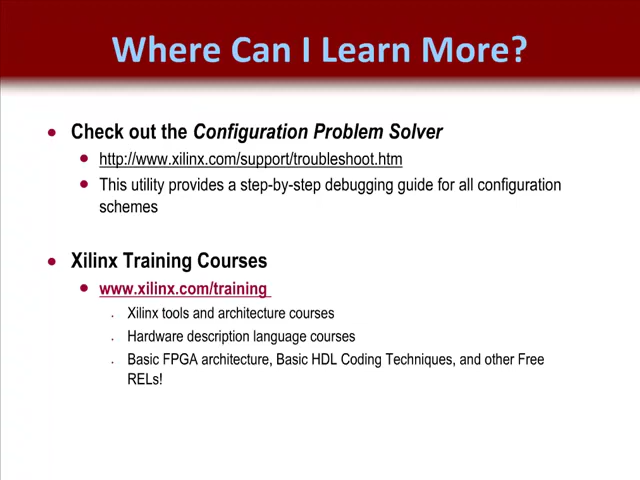 Where Can I Learn More?
Check out the Configuration Problem Solver
http://www.xilinx.com/support/troubleshoot.htm
This utility provides a step-by-step debugging guide for all configuration
schemes
Xilinx Training Courses
www.xilinx.com/training
Xilinx tools and architecture courses
Hardware description language courses
Basic FPGA architecture, Basic HDL Coding Techniques, and other Free
RELs!